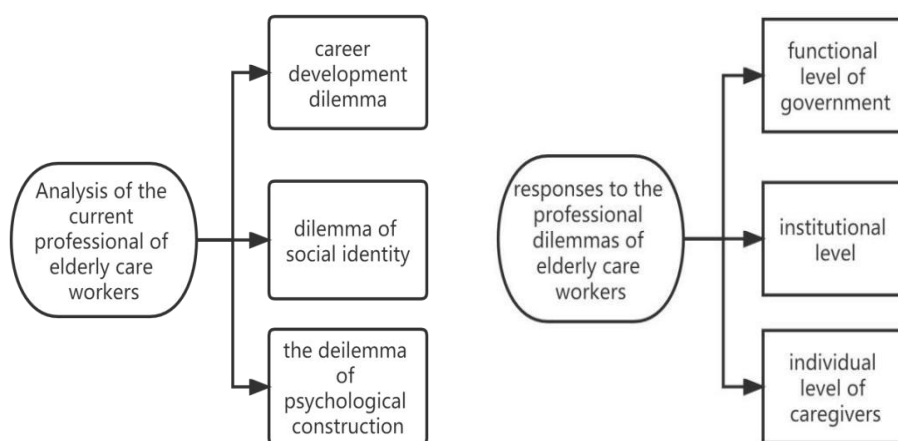 Analysis of the
current
professional of
elderly care
workers
career
development
dilemma
dilemma of
social identity
the deilemma
of
psychological
construction
responses to the
professional
dilemmas of
elderly care
workers
functional
level of
government
institutional
level
individual
level of
caregivers